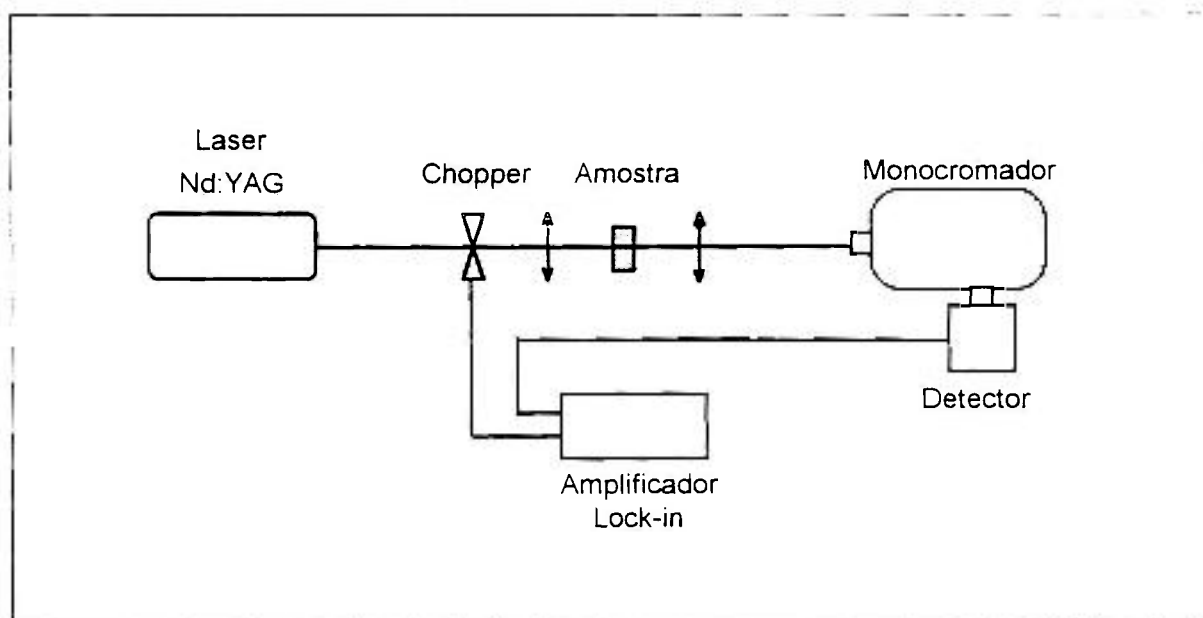 Laser
Nd:YAG
Chopper
Amostra
Monocromador
Detector
Amplificador
Lock-in